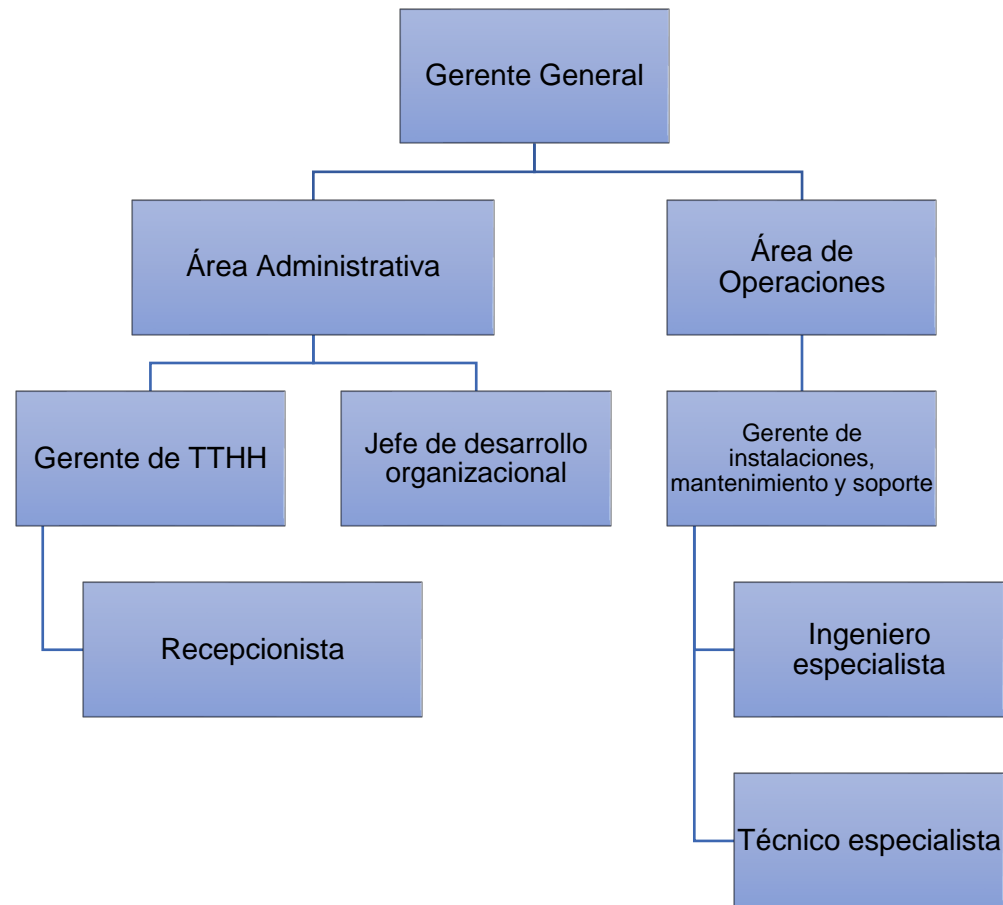 Gerente General
Área Administrativa
Área de
Operaciones
Gerente de TTHH
Jefe de desarrollo
organizacional
Gerente de
instalaciones,
mantenimiento y soporte
Recepcionista
Ingeniero
especialista
Técnico especialista